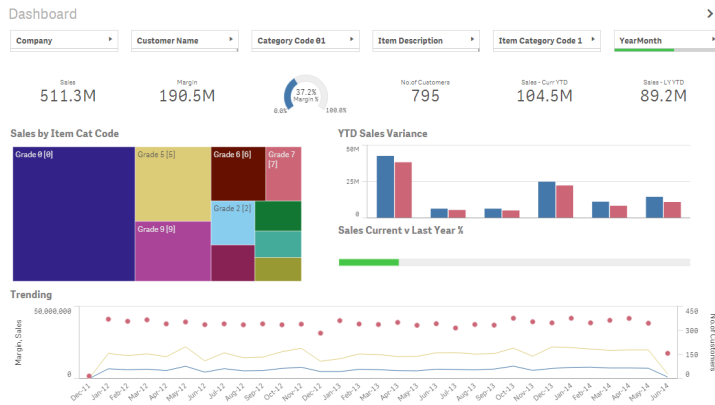 Dashboard
Company
Customer Name
Category Code 01
Item Description
Item Category Code 1
YearMonth
Sales
511.3M
Margin
190.5M
37.2%
Margin %
0.0%
100.0%
No.of Customers
795
Sales - Curr YTD
104.5M
Sales - LY YTD
89.2M
Sales by Item Cat Code
Grade 0 [0]
Grade 5 [5]
Grade 6 [6]
Grade 7
[7]
Grade 9 [9]
Grade 2 [2]
YTD Sales Variance
50M
25M
0
Sales Current v Last Year %
Trending
Margin, Sales
50,000,000
0
450
300
150
0
No.of Customers
Dec-11
Jan-12
Feb-12
Mar-12
Apr-12
May-12
Jun-12
Jul-12
Aug-12
Sep-12
Oct-12
Nov-12
Dec-12
Jan-13
Feb-13
Mar-13
Apr-13
May-13
Jun-13
Jul-13
Aug-13
Sep-13
Oct-13
Nov-13
Dec-13
Jan-14
Feb-14
Mar-14
Apr-14
May-14
Jun-14